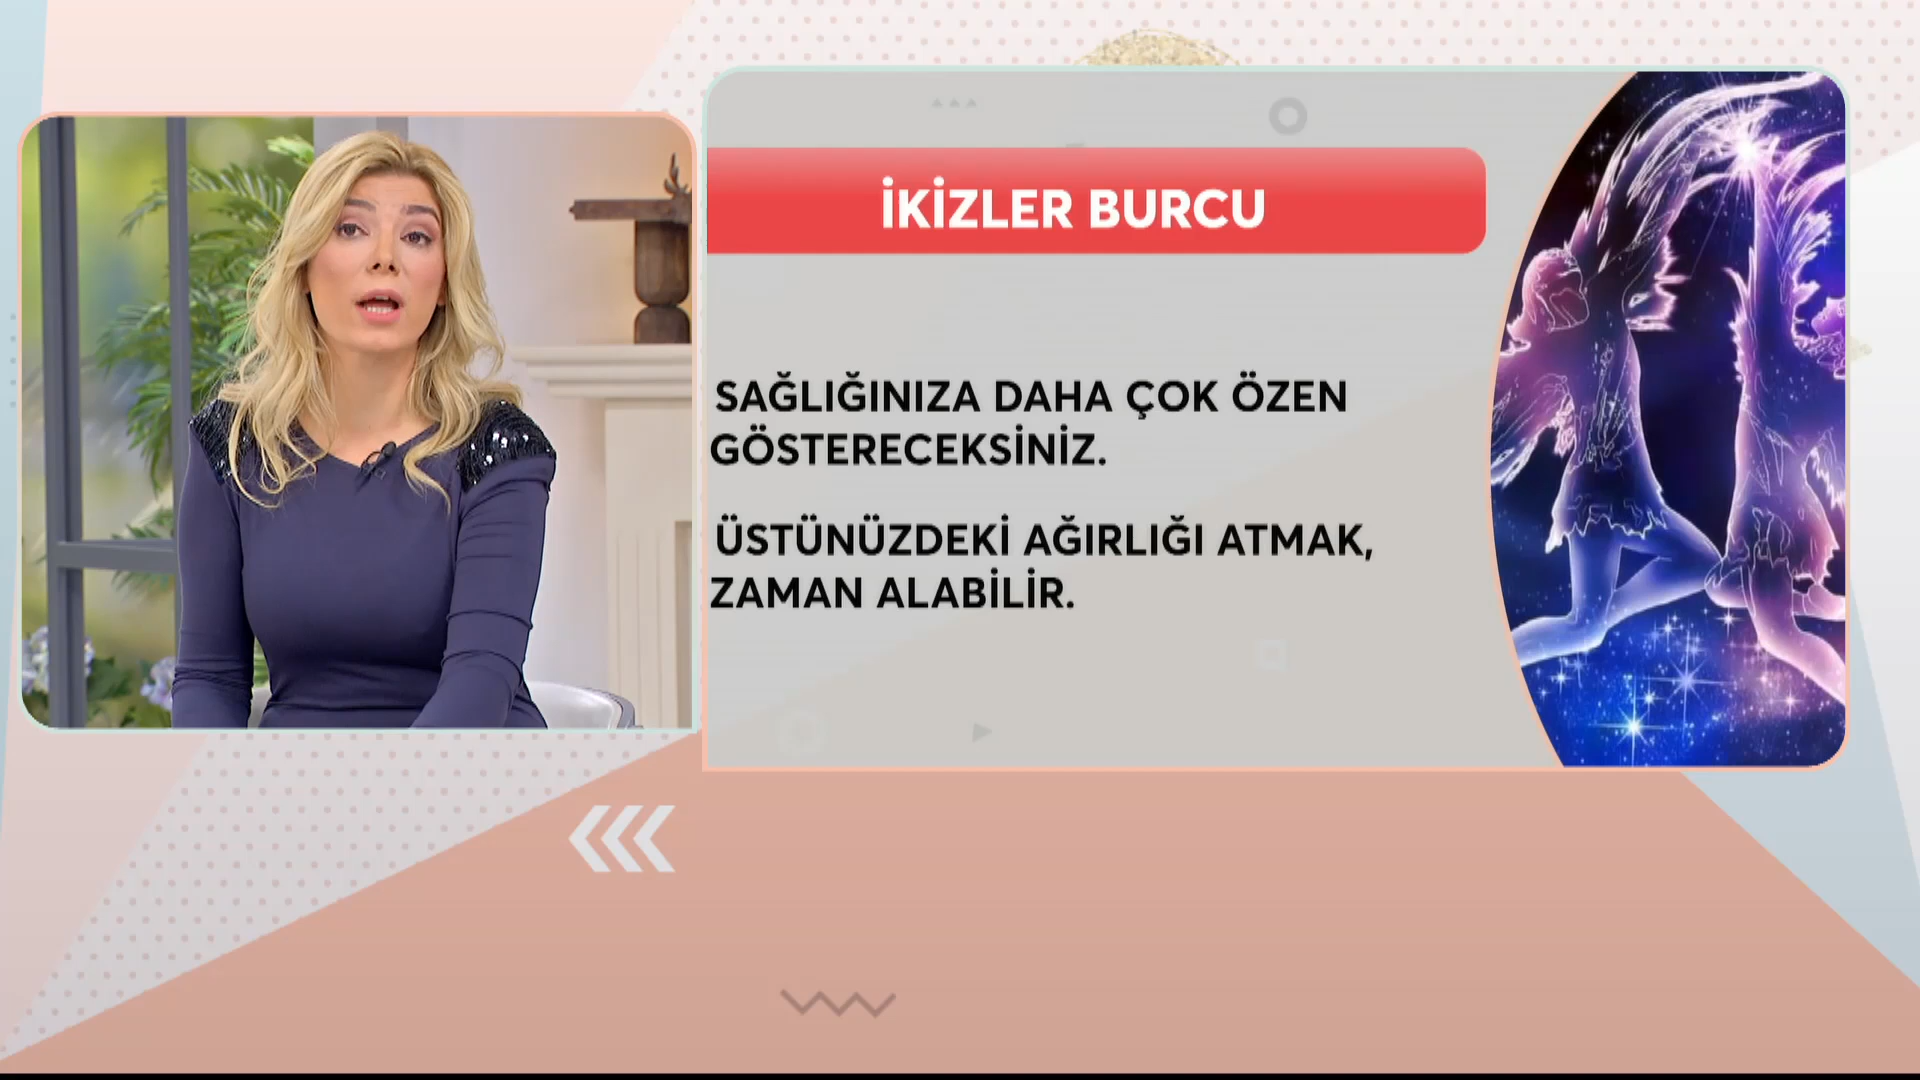 İKİZLER BURCU
SAĞLIĞINIZA DAHA ÇOK ÖZEN
GÖSTERECEKSİNİZ.
ÜSTÜNÜZDEKİ AĞIRLIĞI ATMAK,
ZAMAN ALABİLİR.